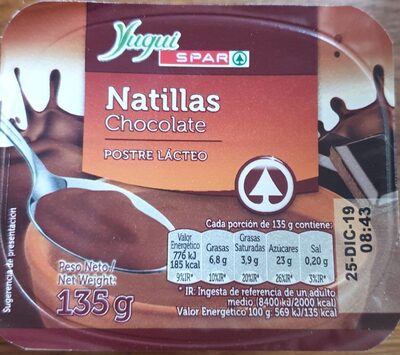 Yugui
SPAR
Natillas
Chocolate
POSTRE LÁCTEO
Sugerencia de presentación
Peso Neto/
Net Weight:
135 g
Cada porción de 135 g contiene:
Valor Energético 776 kJ 185 kcal 9%IR*
Grasas 6,8 g 10%IR*
Grasas Saturadas 3,9 g 20%IR*
Azúcares 23 g 26%IR*
Sal 0,20 g 3%IR*
* IR: Ingesta de referencia de un adulto
medio (8400 kJ/2000 kcal)
Valor Energético 100 g: 569 kJ/135 kcal
25-DIC-19
08:43